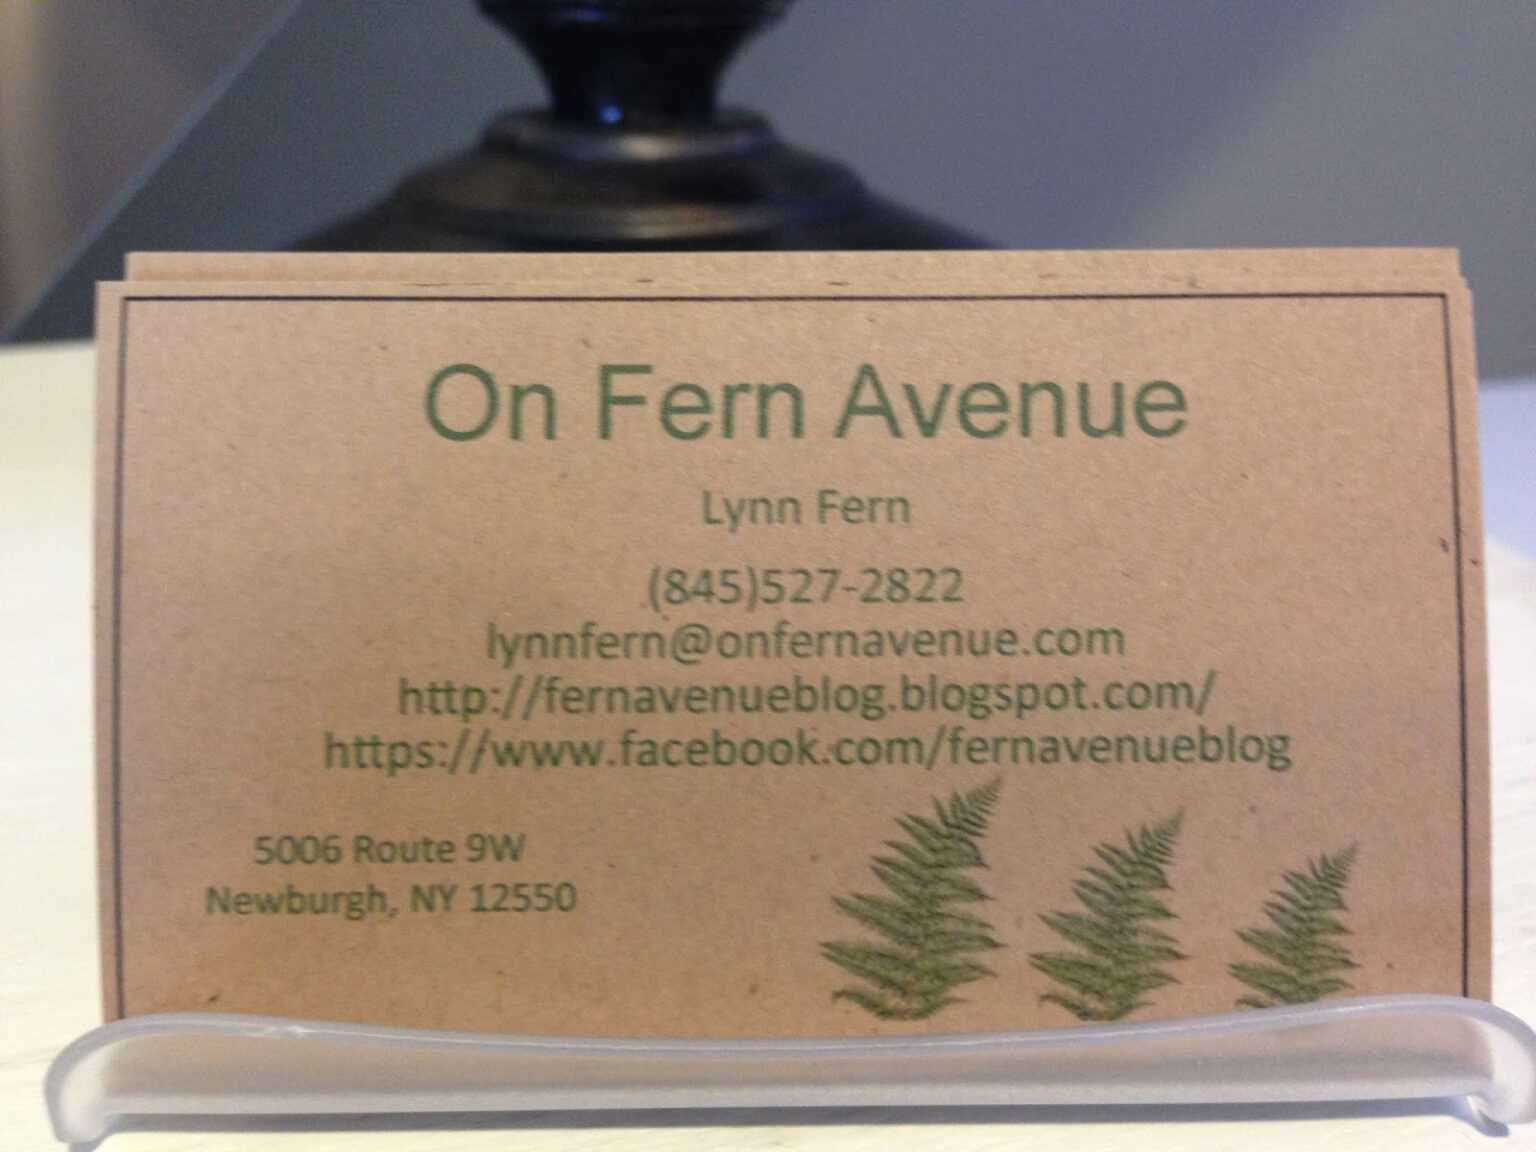 On Fern Avenue
Lynn Fern
(845)527-2822
lynnfern@onfernavenue.com
http://fernavenueblog.blogspot.com/
https://www.facebook.com/fernavenueblog
5006 Route 9W
Newburgh, NY 12550